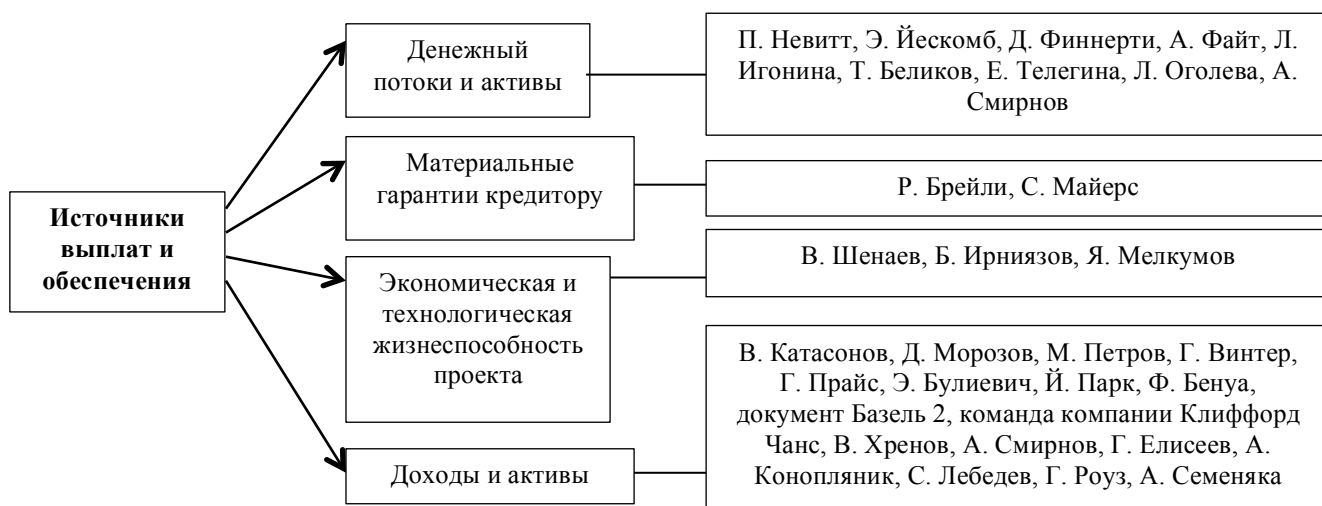 Источники
выплат и
обеспечения
Денежный
потоки и активы
П. Невитт, Э. Йескомб, Д. Финнерти, А. Файт, Л.
Игонина, Т. Беликов, Е. Телегина, Л. Оголева, А.
Смирнов
Материальные
гарантии кредитору
Р. Брейли, С. Майерс
Экономическая и
технологическая
жизнеспособность
проекта
В. Шенаев, Б. Ирниязов, Я. Мелкумов
Доходы и активы
В. Катасонов, Д. Морозов, М. Петров, Г. Винтер,
Г. Прайс, Э. Булиевич, Й. Парк, Ф. Бенуа,
документ Базель 2, команда компании Клиффорд
Чанс, В. Хренов, А. Смирнов, Г. Елисеев, А.
Конопляник, С. Лебедев, Г. Роуз, А. Семеняка